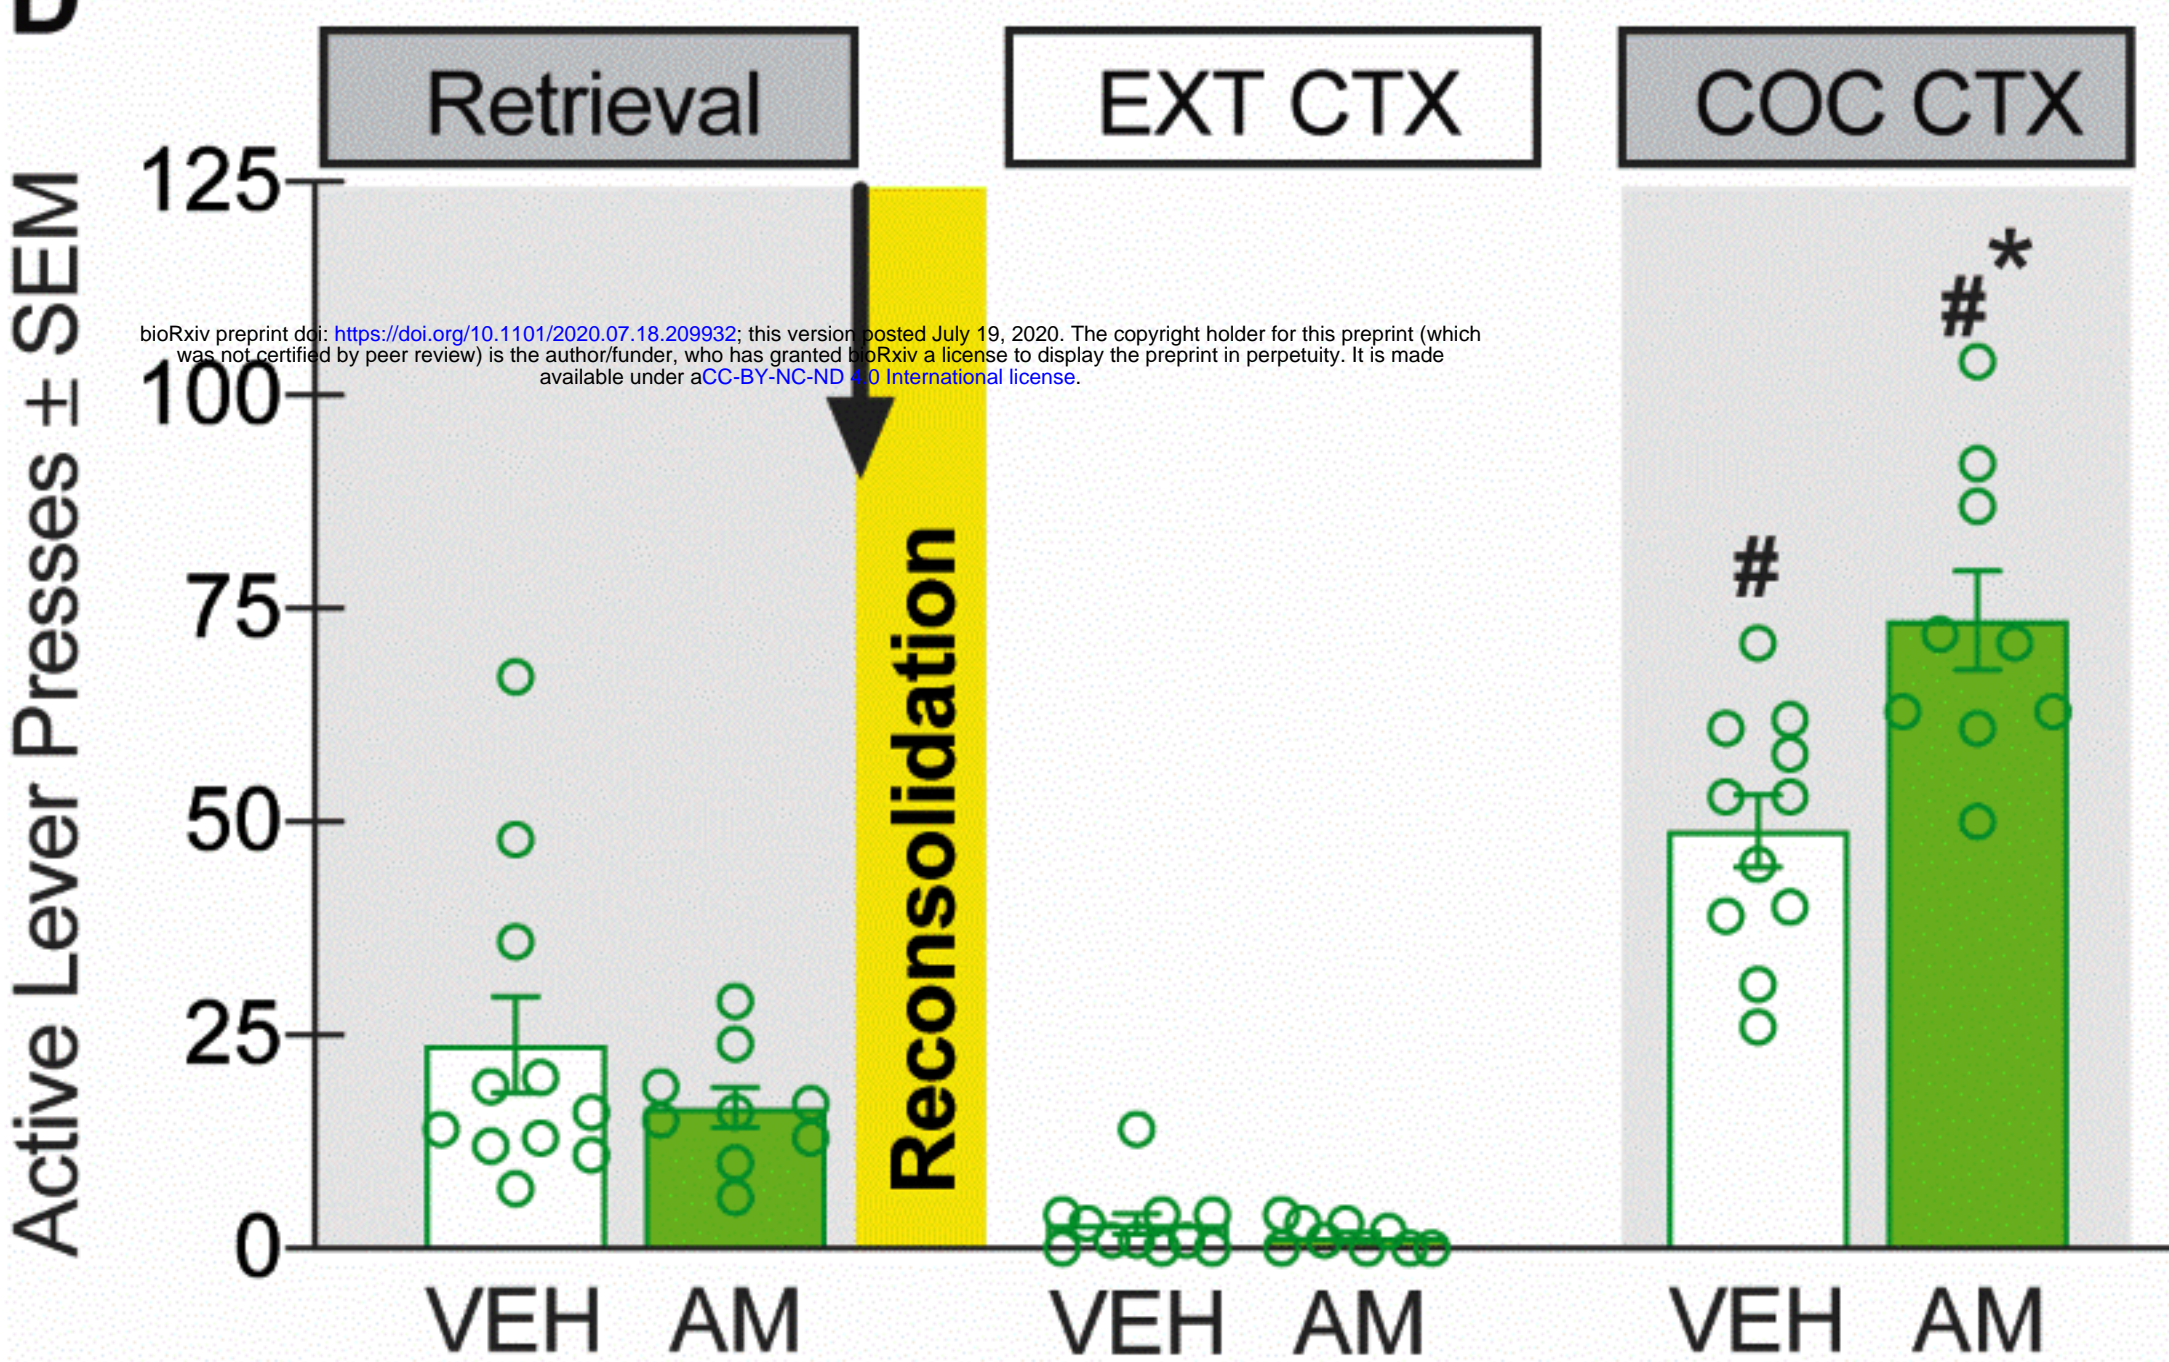 D
Retrieval
EXT CTX
COC CTX
Active Lever Presses ± SEM
125
100
75
50
25
0
bioRxiv preprint doi: https://doi.org/10.1101/2020.07.18.209932; this version posted July 19, 2020. The copyright holder for this preprint (which
was not certified by peer review) is the author/funder, who has granted bioRxiv a license to display the preprint in perpetuity. It is made
available under aCC-BY-NC-ND 4.0 International license.
*
#
#
Reconsolidation
VEH AM
VEH AM
VEH AM